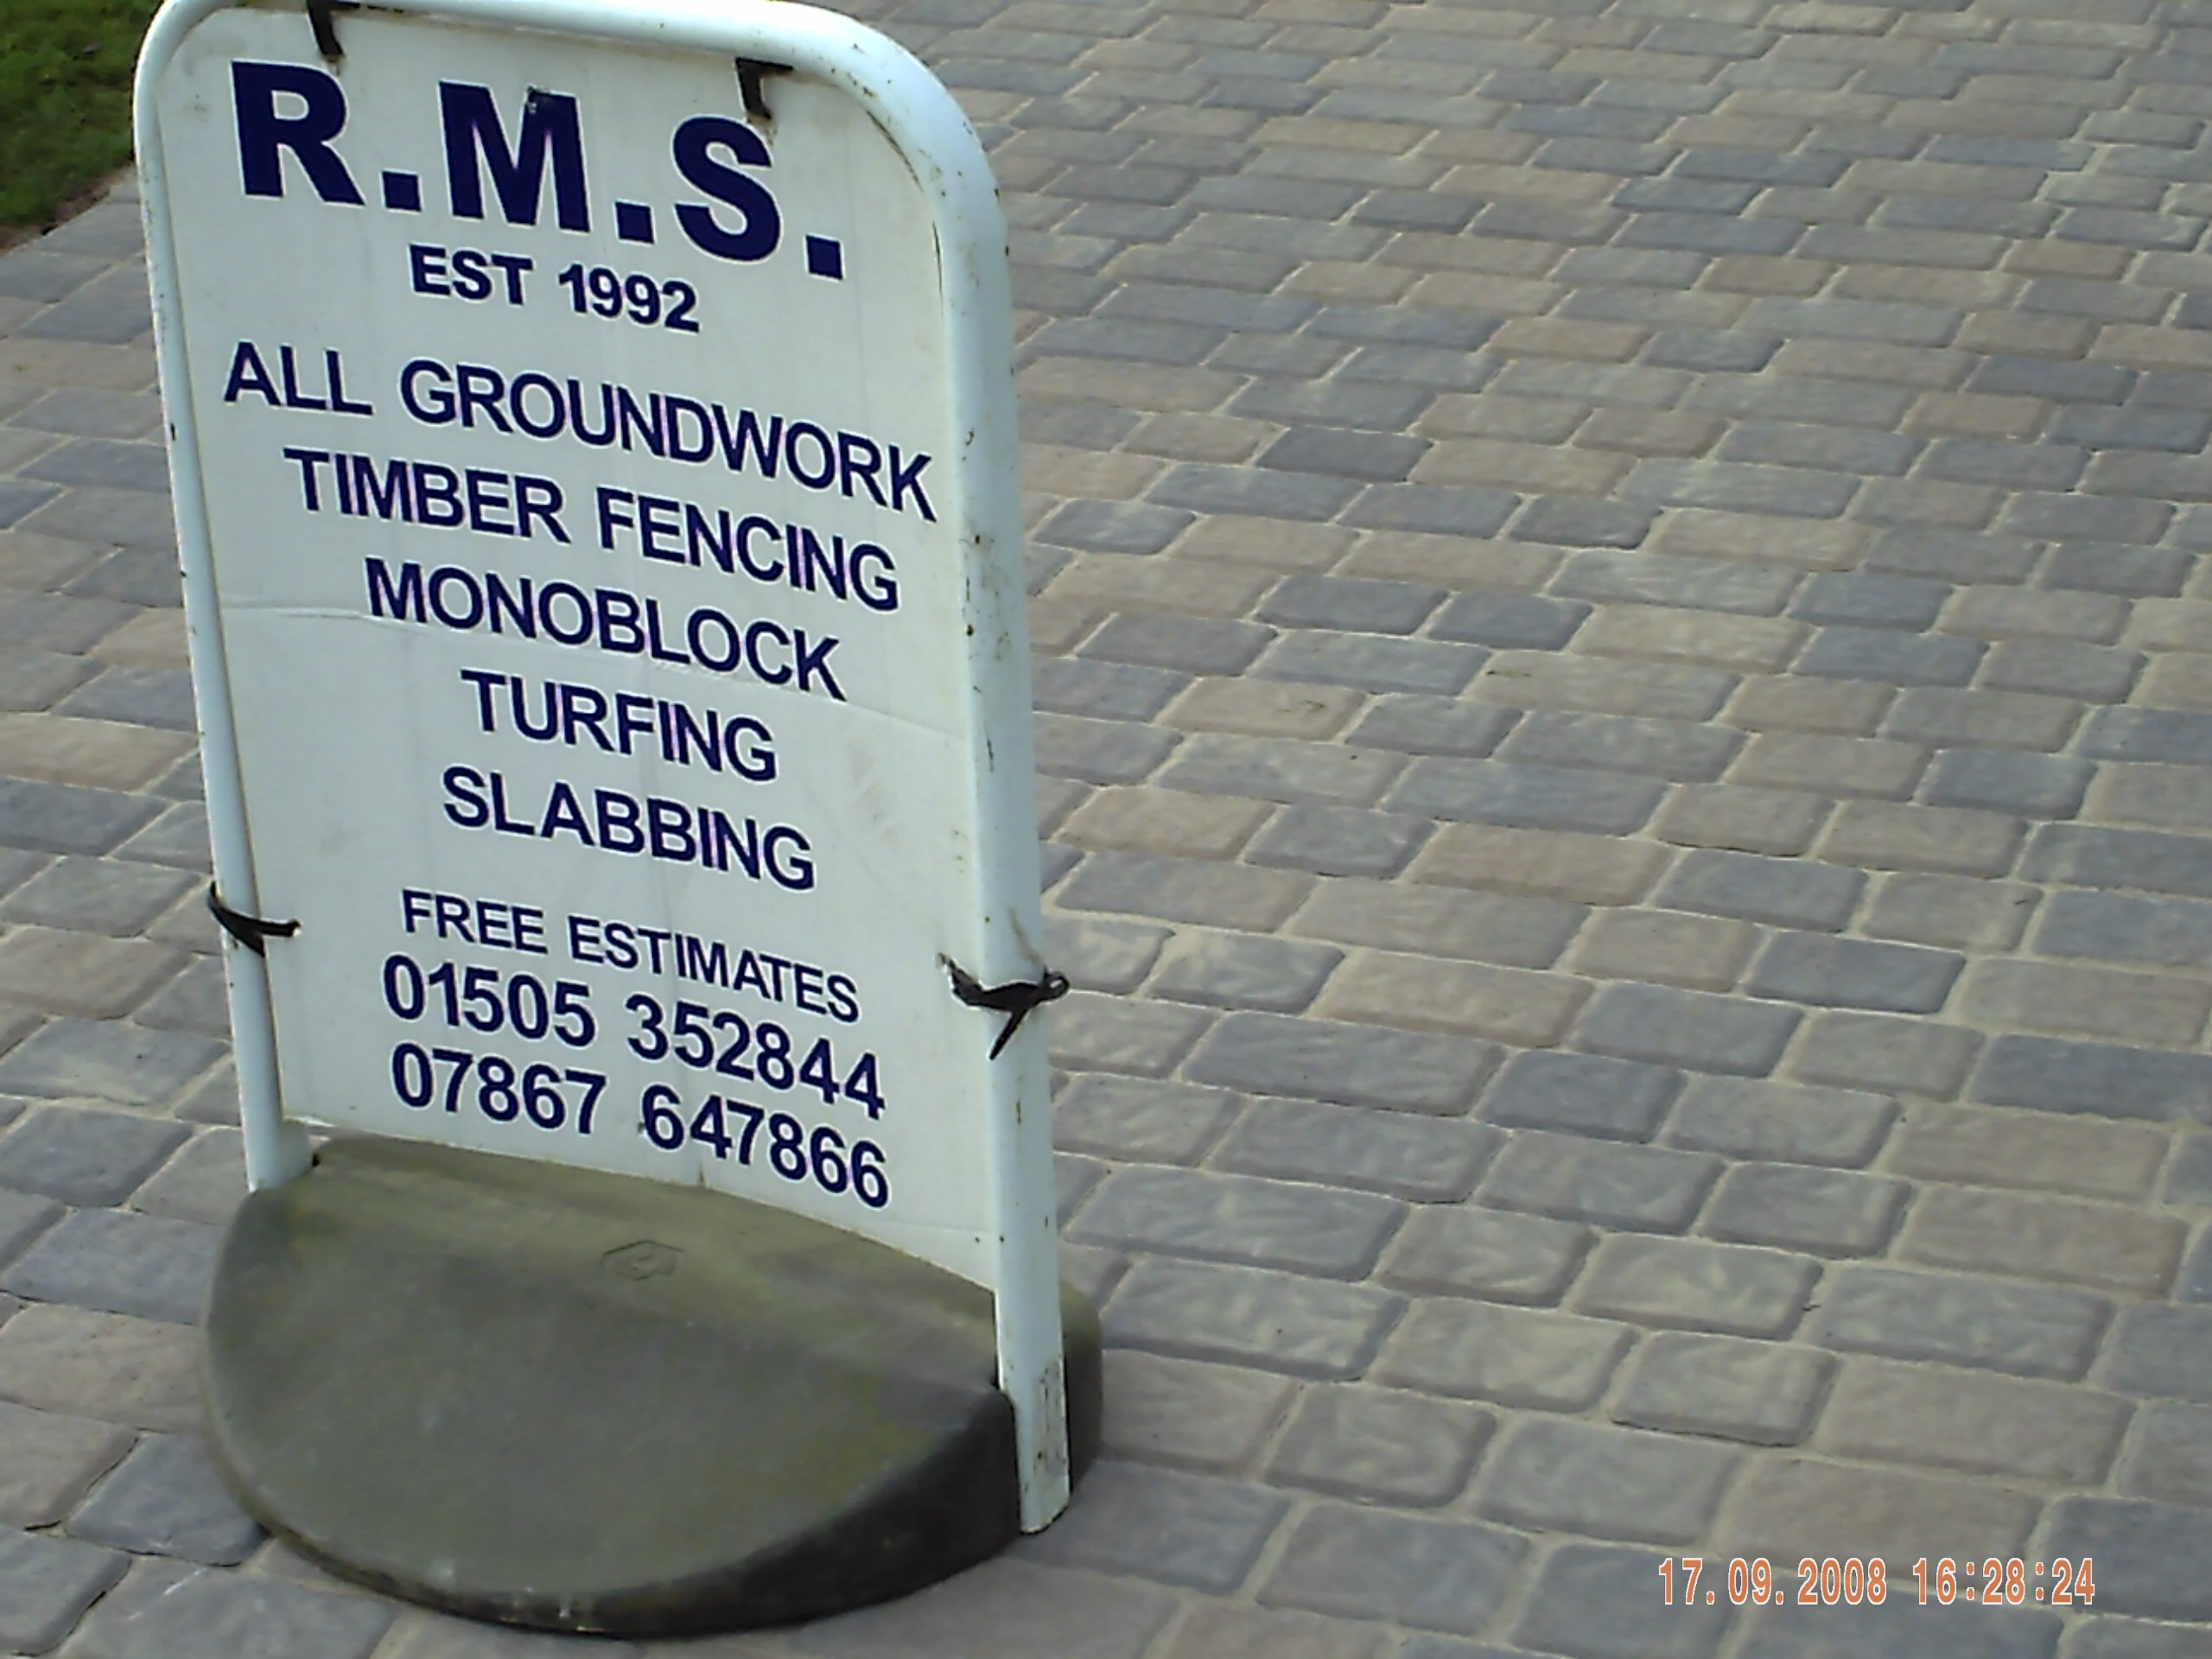 R.M.S.
EST 1992
ALL GROUNDWORK
TIMBER FENCING
MONOBLOCK
TURFING
SLABBING
FREE ESTIMATES
01505 352844
07867 647866
17.09.2008 16:28:24